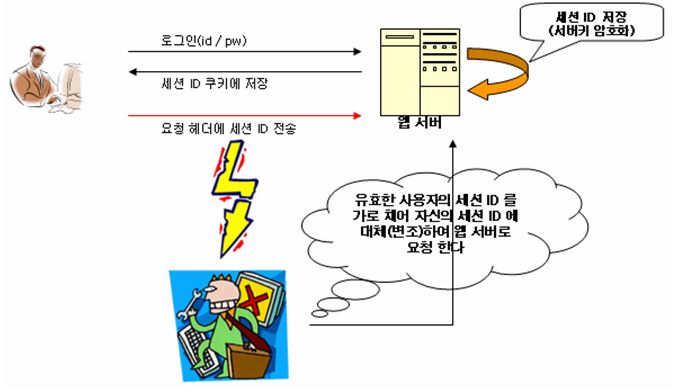 로그인(id / pw)
세션 ID 저장
(서버키 암호화)
세션 ID 쿠키에 저장
요청 헤더에 세션 ID 전송
웹 서버
유효한 사용자의 세션 ID 를
가로 채어 자신의 세션 ID 에
대체(변조)하여 웹 서버로
요청 한다